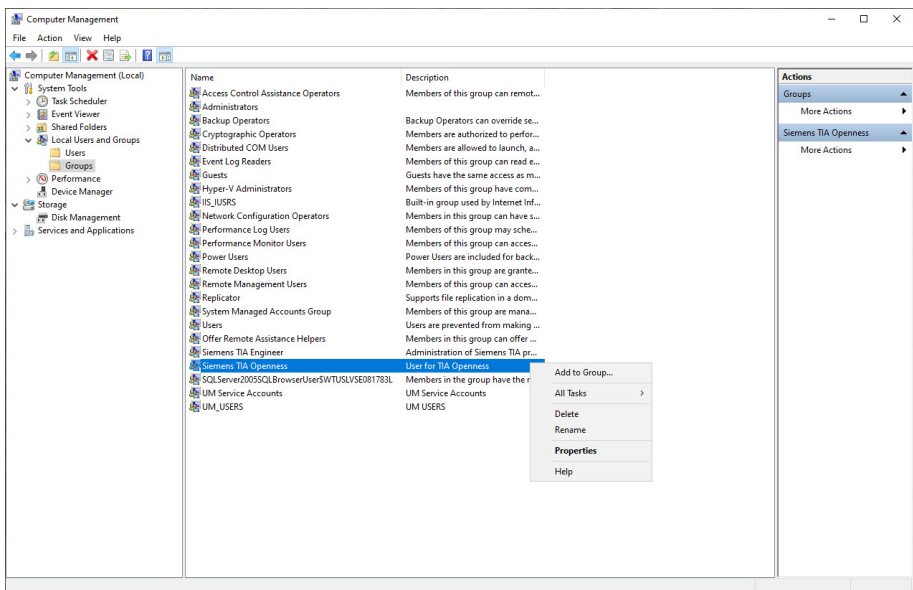 Computer Management
File Action View Help
Computer Management (Local)
System Tools
Task Scheduler
Event Viewer
Shared Folders
Local Users and Groups
Users
Groups
Performance
Device Manager
Storage
Disk Management
Services and Applications
Name Description
Access Control Assistance Operators Members of this group can remot...
Administrators
Backup Operators Backup Operators can override se...
Cryptographic Operators Members are authorized to perfor...
Distributed COM Users Members are allowed to launch, a...
Event Log Readers Members of this group can read e...
Guests Guests have the same access as m...
Hyper-V Administrators Members of this group have com...
IIS_IUSRS Built-in group used by Internet Inf...
Network Configuration Operators Members in this group can have s...
Performance Log Users Members of this group may sche...
Performance Monitor Users Members of this group can acces...
Power Users Power Users are included for back...
Remote Desktop Users Members in this group are grante...
Remote Management Users Members of this group can acces...
Replicator Supports file replication in a dom...
System Managed Accounts Group Members of this group are mana...
Users Users are prevented from making ...
Offer Remote Assistance Helpers Members in this group can offer ...
Siemens TIA Engineer Administration of Siemens TIA pr...
Siemens TIA Openness User for TIA Openness
SQLServer2005SQLBrowserUser$WTUSLVSE081783L Members in the group have the r
UM Service Accounts UM Service Accounts
UM_USERS UM USERS
Add to Group...
All Tasks
Delete
Rename
Properties
Help
Actions
Groups
More Actions
Siemens TIA Openness
More Actions